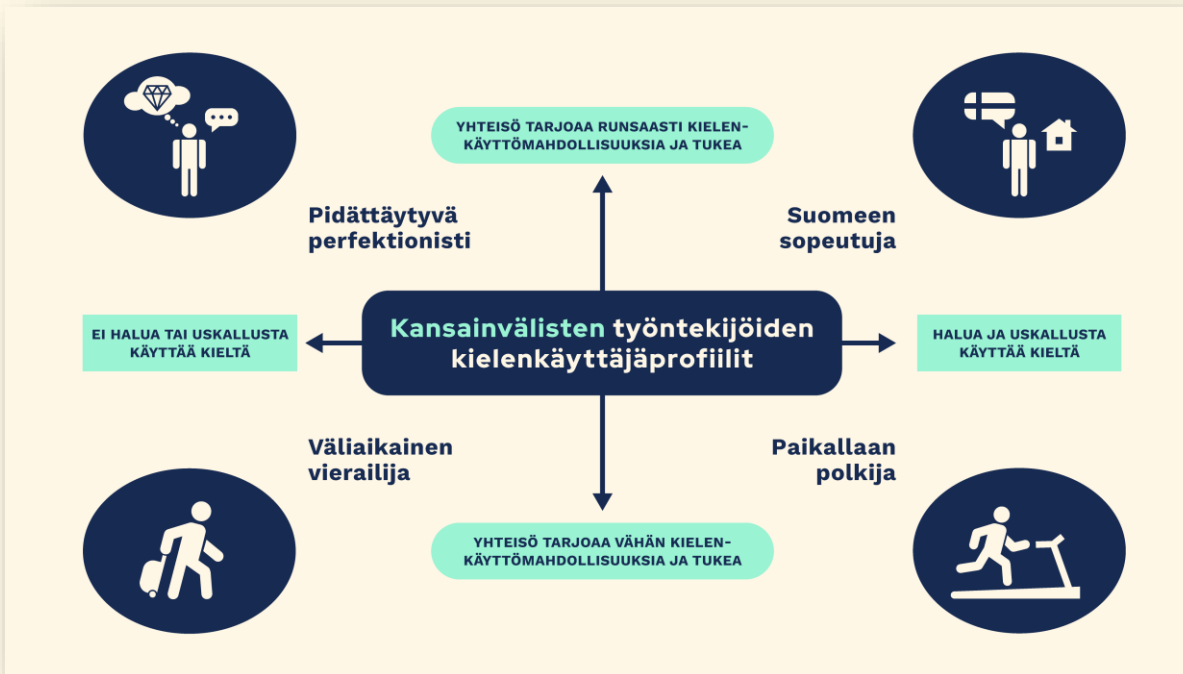 YHTEISÖ TARJOAA RUNSAASTI KIELEN-
KÄYTTÖMAHDOLLISUUKSIA JA TUKEA
Pidättäytyvä
perfektionisti
Suomeen
sopeutuja
EI HALUA TAI USKALLUSTA
KÄYTTÄÄ KIELTÄ
Kansainvälisten työntekijöiden
kielenkäyttäjäprofiilit
HALUA JA USKALLUSTA
KÄYTTÄÄ KIELTÄ
Väliaikainen
vierailija
Paikallaan
polkija
YHTEISÖ TARJOAA VÄHÄN KIELEN-
KÄYTTÖMAHDOLLISUUKSIA JA TUKEA